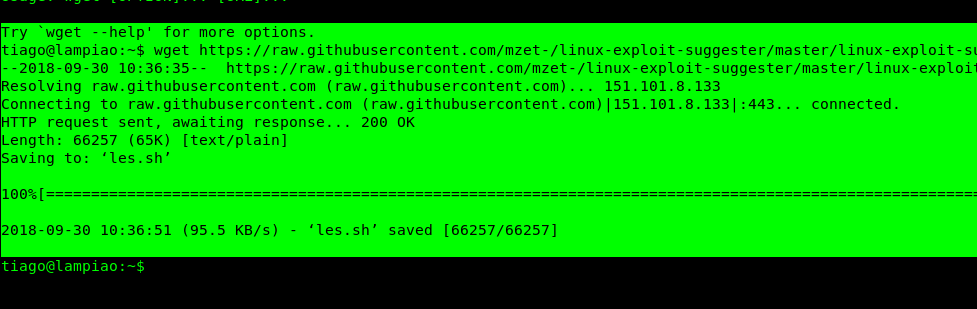 Try `wget --help' for more options.
tiago@lampiao:~$ wget https://raw.githubusercontent.com/mzet-/linux-exploit-suggester/master/linux-exploit-su
--2018-09-30 10:36:35--  https://raw.githubusercontent.com/mzet-/linux-exploit-suggester/master/linux-exploit
Resolving raw.githubusercontent.com (raw.githubusercontent.com)... 151.101.8.133
Connecting to raw.githubusercontent.com (raw.githubusercontent.com)|151.101.8.133|:443... connected.
HTTP request sent, awaiting response... 200 OK
Length: 66257 (65K) [text/plain]
Saving to: ‘les.sh’
100%[=========================================================================================================
2018-09-30 10:36:51 (95.5 KB/s) - ‘les.sh’ saved [66257/66257]
tiago@lampiao:~$